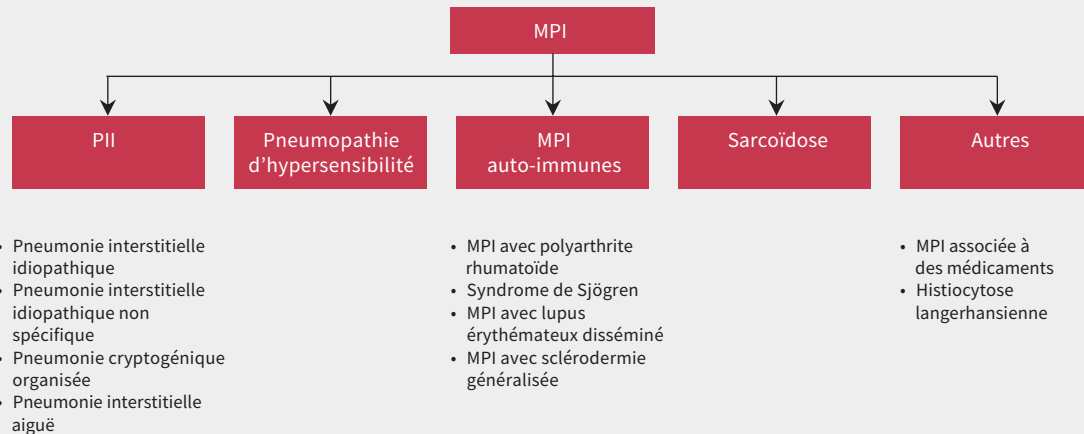 MPI
PII
Pneumopathie
d’hypersensibilité
MPI
auto-immunes
Sarcoïdose
Autres
• Pneumonie interstitielle
idiopathique
• Pneumonie interstitielle
idiopathique non
spécifique
• Pneumonie cryptogénique
organisée
• Pneumonie interstitielle
aiguë
• MPI avec polyarthrite
rhumatoïde
• Syndrome de Sjögren
• MPI avec lupus
érythémateux disséminé
• MPI avec sclérodermie
généralisée
• MPI associée à
des médicaments
• Histiocytose
langerhansienne